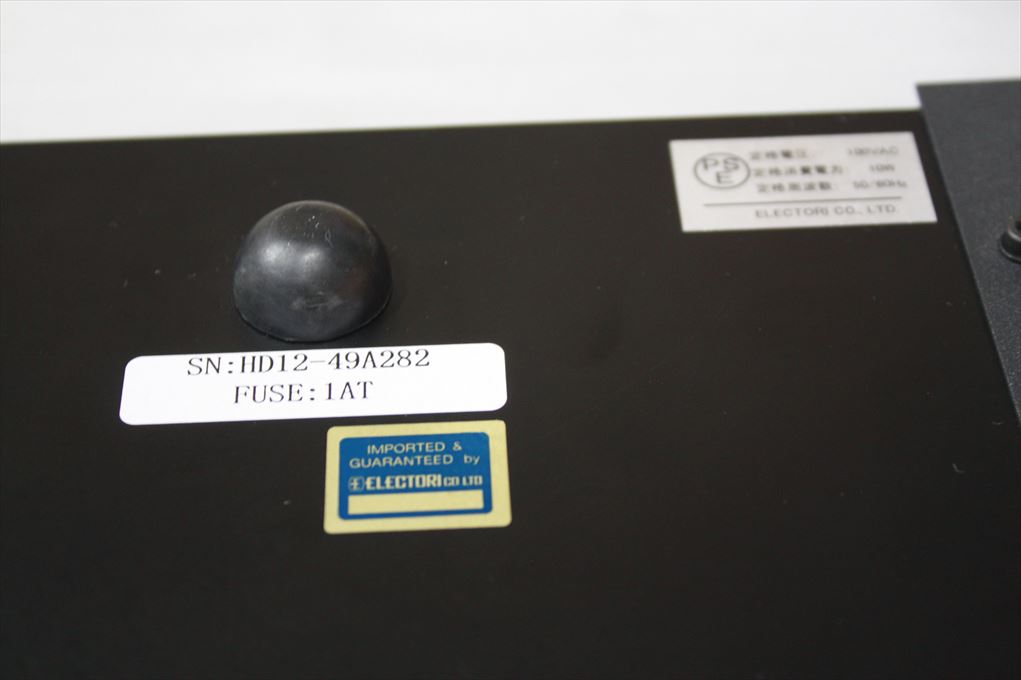 PSE
定格電圧: 100VAC
定格消費電力: 10W
定格周波数: 50/60Hz
ELECTORI CO., LTD.
SN:HD12-49A282
FUSE:1AT
IMPORTED &
GUARANTEED by
ELECTORI CO LTD